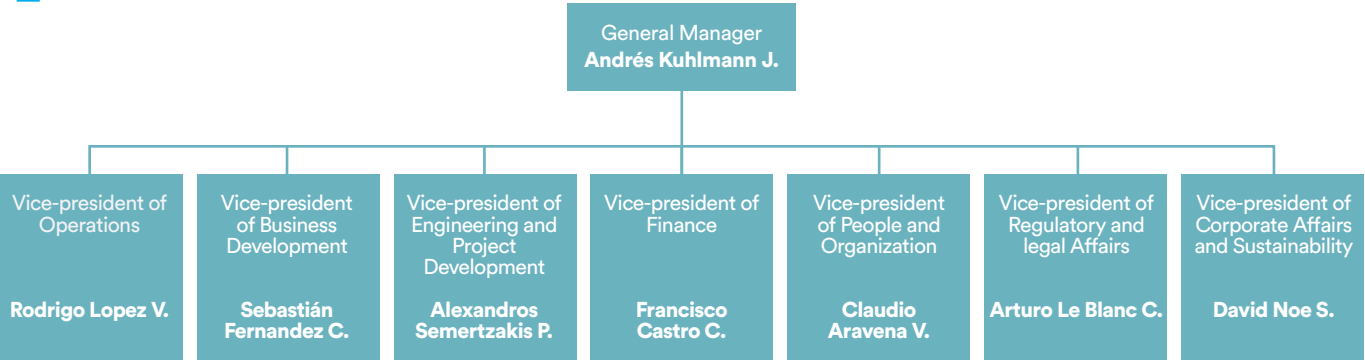 General Manager
Andrés Kuhlmann J.
Vice-president of
Operations
Rodrigo Lopez V.
Vice-president
of Business
Development
Sebastián
Fernandez C.
Vice-president of
Engineering and
Project
Development
Alexandros
Semertzakis P.
Vice-president of
Finance
Francisco
Castro C.
Vice-president
of People and
Organization
Claudio
Aravena V.
Vice-president of
Regulatory and
legal Affairs
Arturo Le Blanc C.
Vice-president of
Corporate Affairs
and Sustainability
David Noe S.